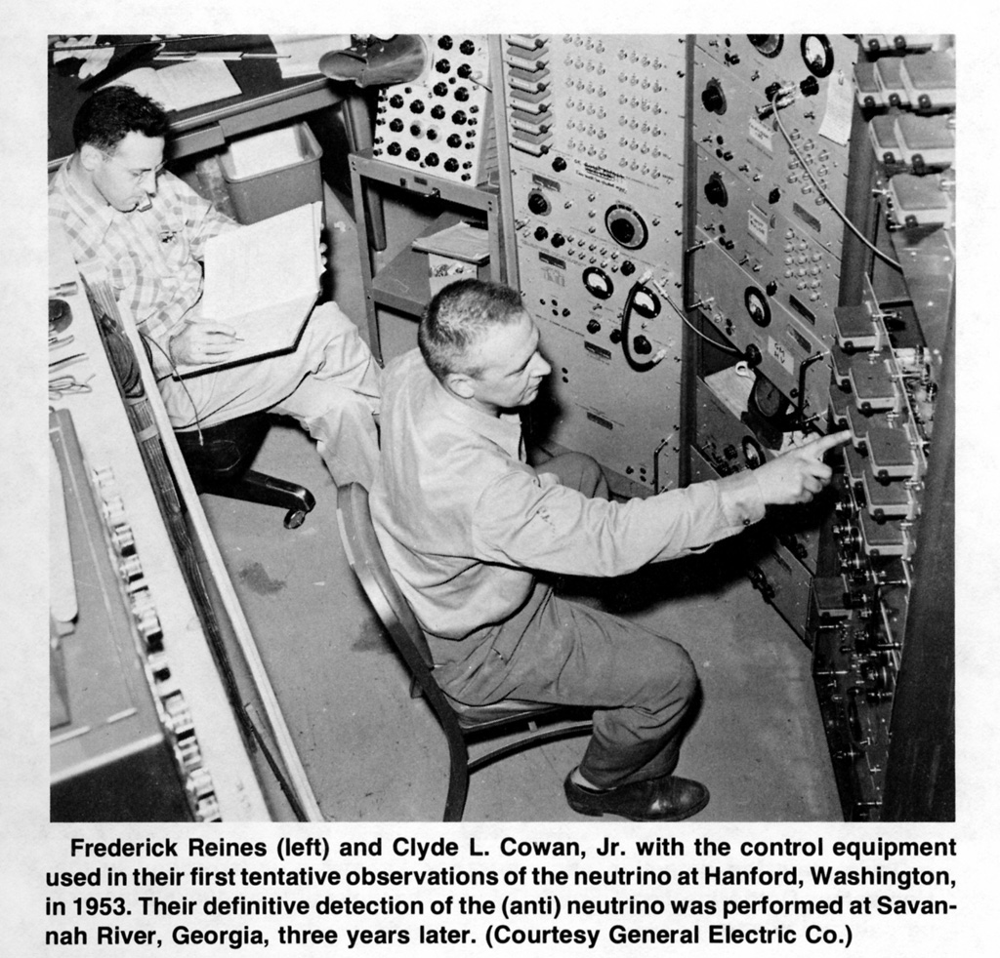 Frederick Reines (left) and Clyde L. Cowan, Jr. with the control equipment
used in their first tentative observations of the neutrino at Hanford, Washington,
in 1953. Their definitive detection of the (anti) neutrino was performed at Savan-
nah River, Georgia, three years later. (Courtesy General Electric Co.)